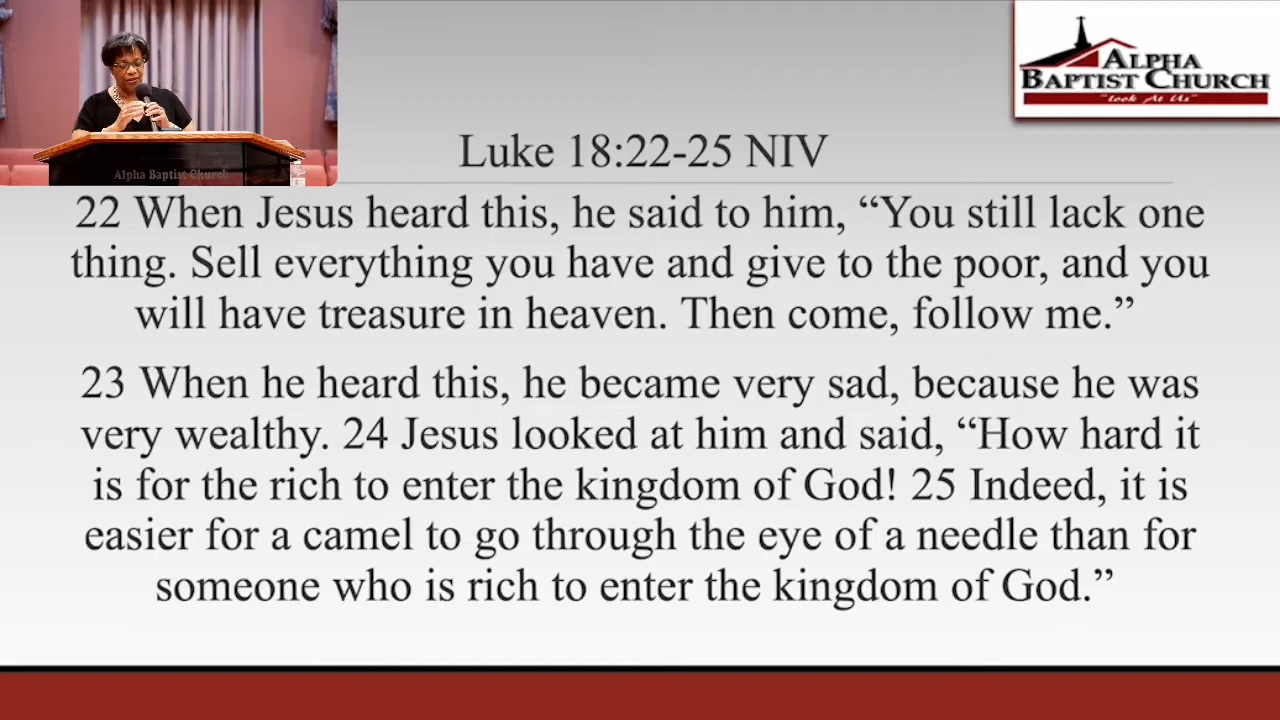 ALPHA
BAPTIST CHURCH
"Look At Us"
Alpha Baptist Church
Luke 18:22-25 NIV
22 When Jesus heard this, he said to him, “You still lack one
thing. Sell everything you have and give to the poor, and you
will have treasure in heaven. Then come, follow me.”
23 When he heard this, he became very sad, because he was
very wealthy. 24 Jesus looked at him and said, “How hard it
is for the rich to enter the kingdom of God! 25 Indeed, it is
easier for a camel to go through the eye of a needle than for
someone who is rich to enter the kingdom of God.”